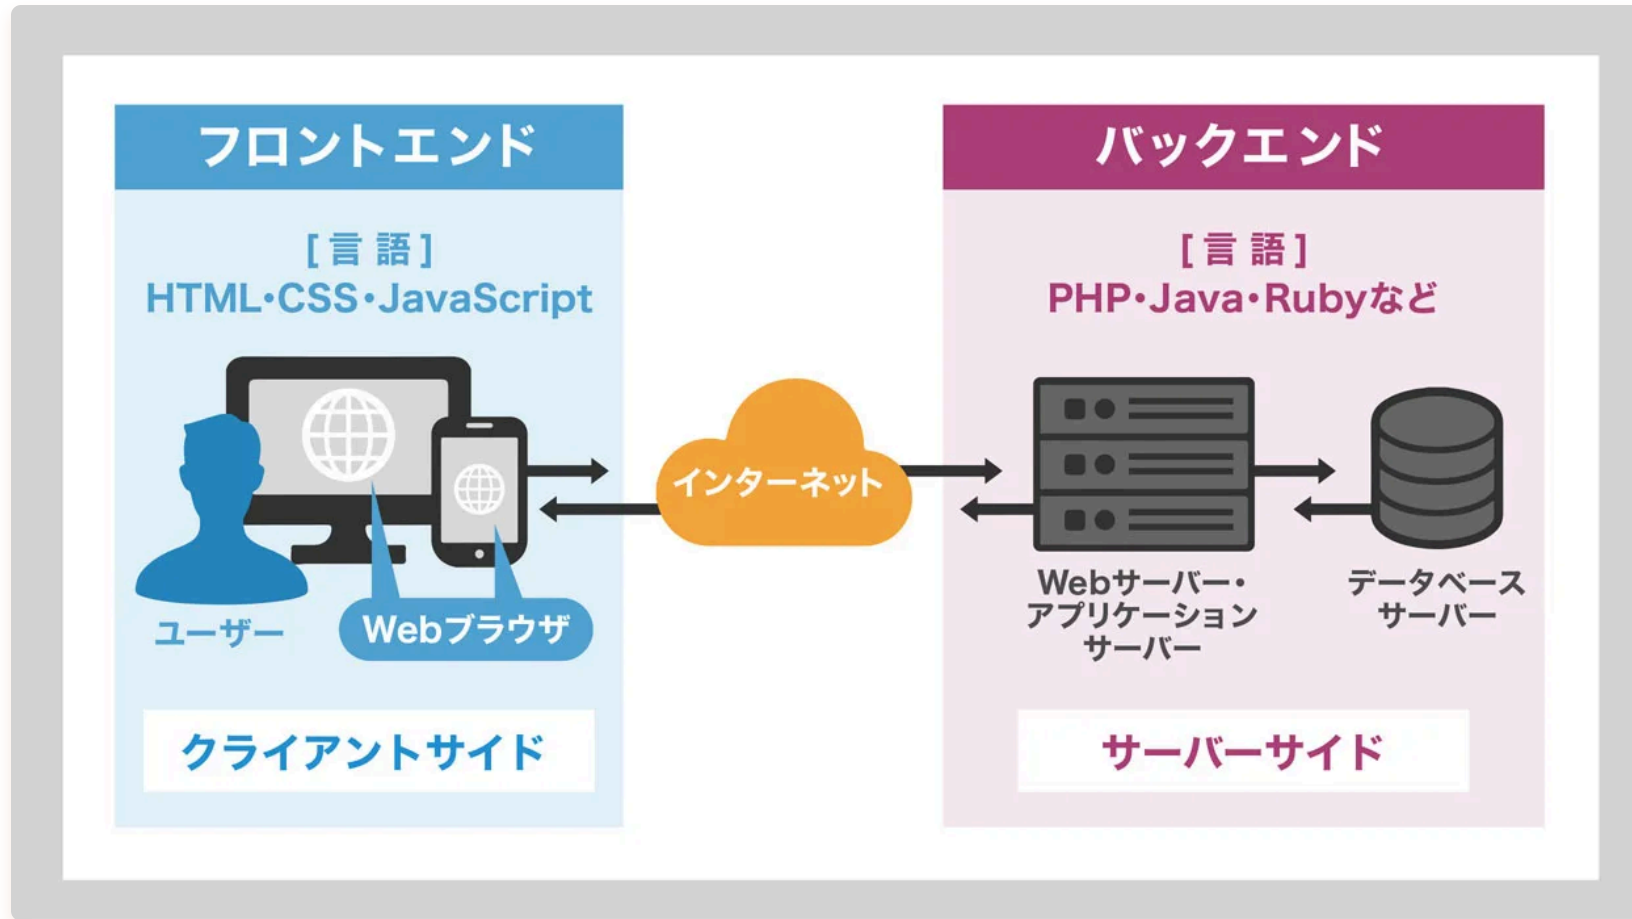 フロントエンド
[言語]
HTML・CSS・JavaScript
ユーザー
Webブラウザ
クライアントサイド
インターネット
バックエンド
[言語]
PHP・Java・Rubyなど
Webサーバー・
アプリケーション
サーバー
データベース
サーバー
サーバーサイド